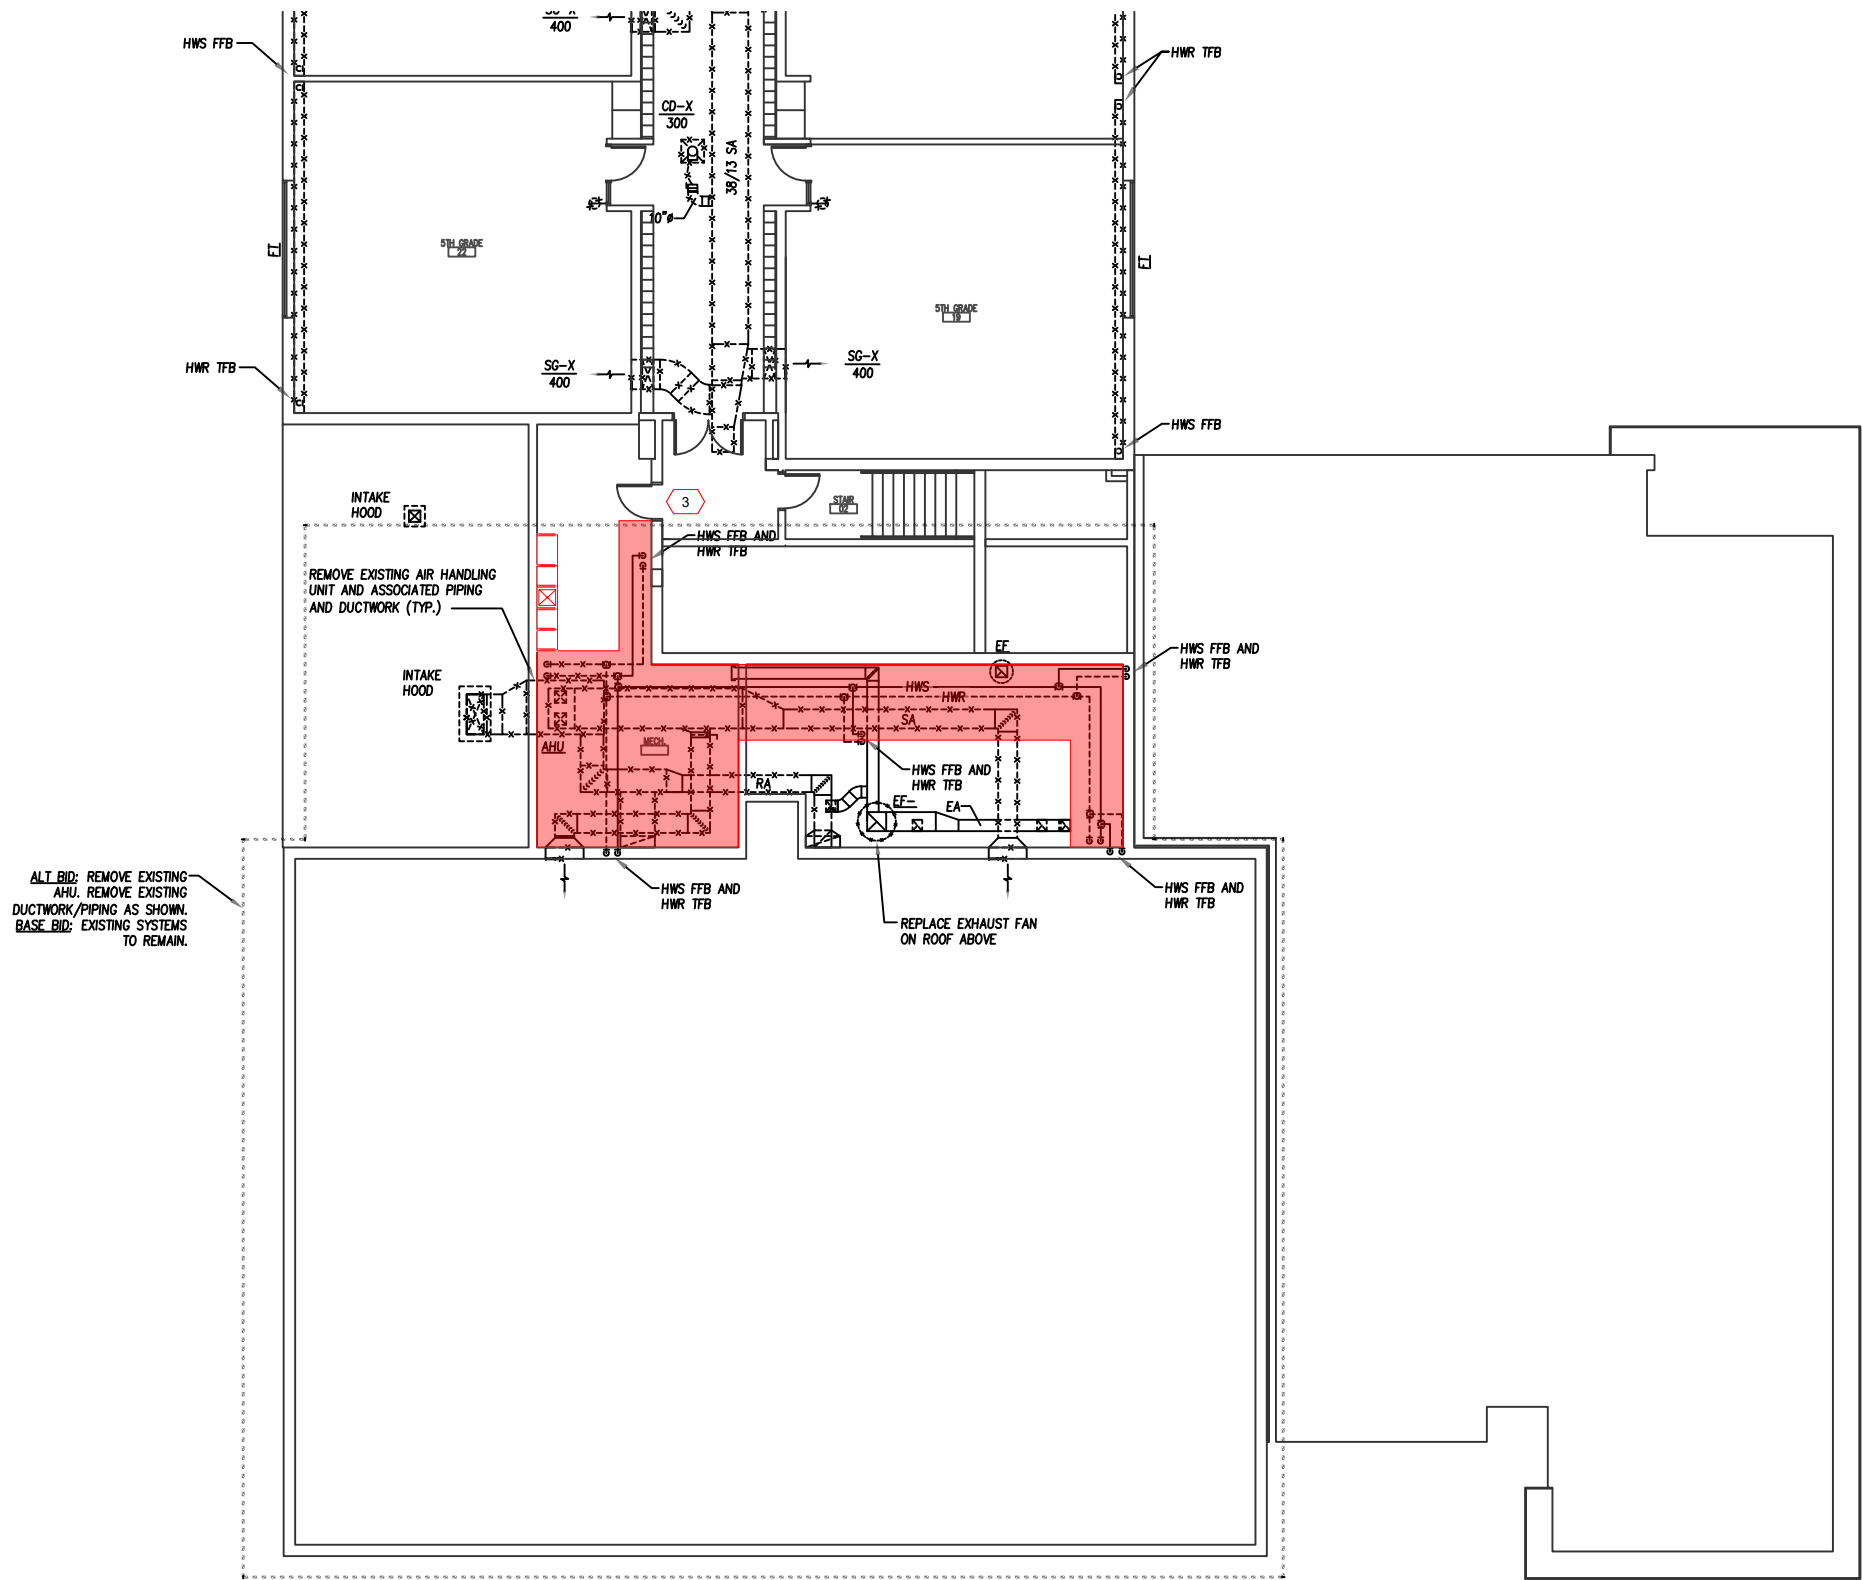 400
HWS FFB
HWR TFB
CD-X
300
38/13 SA
10"ø
5TH GRADE
22
ET
ET
5TH GRADE
19
SG-X
400
SG-X
400
HWR TFB
HWS FFB
INTAKE
HOOD
3
STAIR
02
HWS FFB AND
HWR TFB
REMOVE EXISTING AIR HANDLING
UNIT AND ASSOCIATED PIPING
AND DUCTWORK (TYP.)
EF
HWS FFB AND
HWR TFB
INTAKE
HOOD
HWS
HWR
SA
AHU
MECH.
HWS FFB AND
HWR TFB
RA
EF-
EA
ALT BID: REMOVE EXISTING
AHU. REMOVE EXISTING
DUCTWORK/PIPING AS SHOWN.
BASE BID: EXISTING SYSTEMS
TO REMAIN.
HWS FFB AND
HWR TFB
REPLACE EXHAUST FAN
ON ROOF ABOVE
HWS FFB AND
HWR TFB